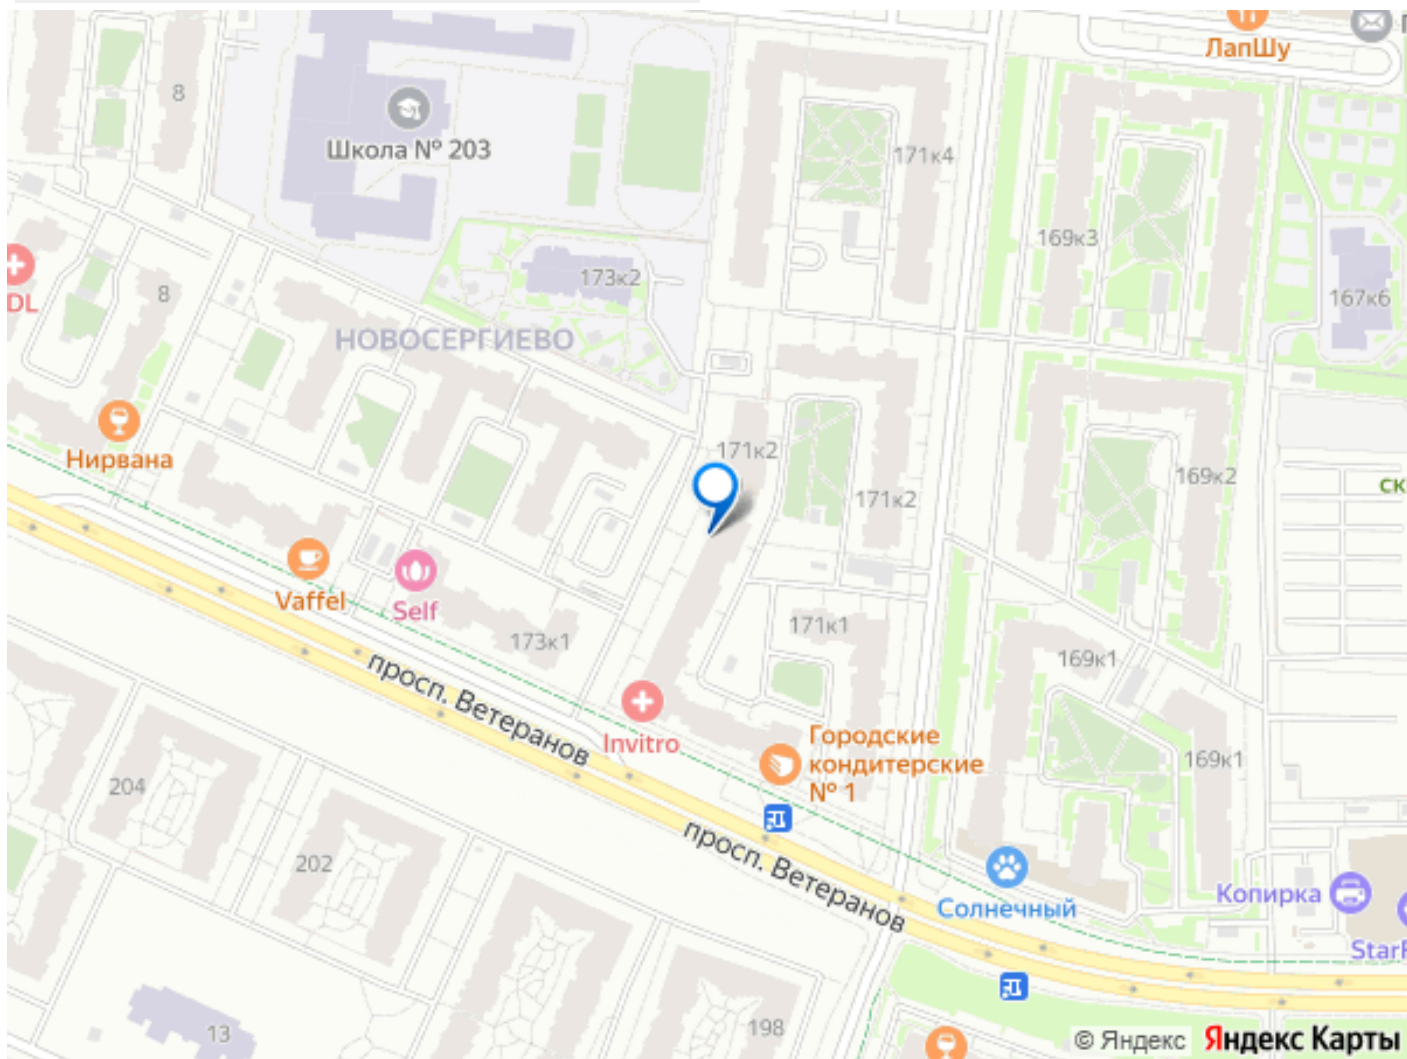 ЛапШу
8
Школа № 203
171к4
169к3
173к2
DL
8
167к6
НОВОСЕРГИЕВО
Нирвана
171к2
171к2
169к2
ск
Vaffel
Self
173к1
171к1
169к1
просп. Ветеранов
Invitro
Городские
кондитерские
№ 1
169к1
204
202
просп. Ветеранов
Солнечный
Копирка
StarF
13
198
© Яндекс
Яндекс Карты